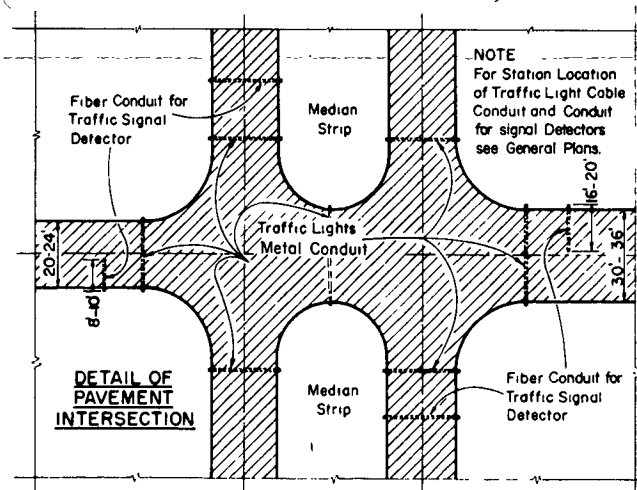 NOTE
For Station Location
of Traffic Light Cable
Conduit and Conduit
for signal Detectors
see General Plans.
Fiber Conduit for
Traffic Signal
Detector
Median
Strip
16'-20'
Traffic Lights
Metal Conduit
20'-24'
8'-10'
30'- 36'
DETAIL OF
PAVEMENT
INTERSECTION
Median
Strip
Fiber Conduit for
Traffic Signal
Detector